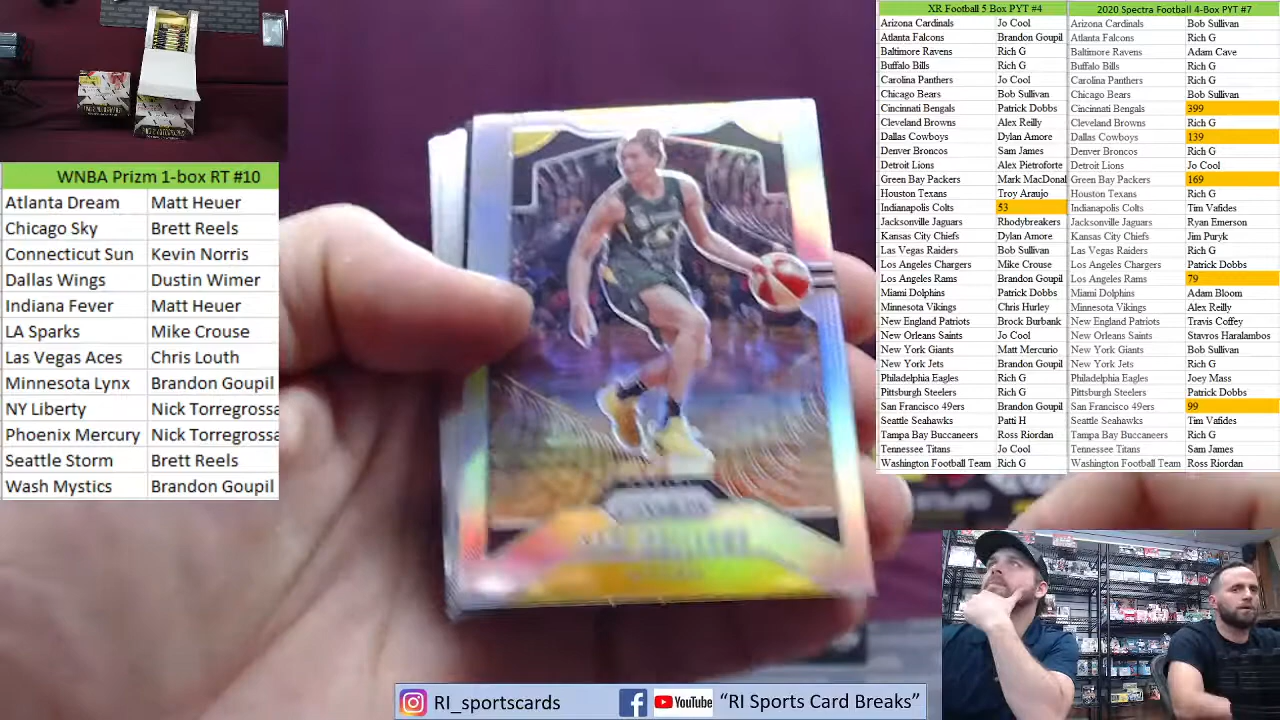 WNBA Prizm 1-box RT #10
Atlanta Dream Matt Heuer
Chicago Sky Brett Reels
Connecticut Sun Kevin Norris
Dallas Wings Dustin Wimer
Indiana Fever Matt Heuer
LA Sparks Mike Crouse
Las Vegas Aces Chris Louth
Minnesota Lynx Brandon Goupil
NY Liberty Nick Torregrossa
Phoenix Mercury Nick Torregrossa
Seattle Storm Brett Reels
Wash Mystics Brandon Goupil
XR Football 5 Box PYT #4
Arizona Cardinals Jo Cool
Atlanta Falcons Brandon Goupil
Baltimore Ravens Rich G
Buffalo Bills Rich G
Carolina Panthers Jo Cool
Chicago Bears Bob Sullivan
Cincinnati Bengals Patrick Dobbs
Cleveland Browns Alex Reilly
Dallas Cowboys Dylan Amore
Denver Broncos Sam James
Detroit Lions Alex Pietroforte
Green Bay Packers Mark MacDonal
Houston Texans Troy Araujo
Indianapolis Colts 53
Jacksonville Jaguars Rhodybreakers
Kansas City Chiefs Dylan Amore
Las Vegas Raiders Bob Sullivan
Los Angeles Chargers Mike Crouse
Los Angeles Rams Brandon Goupil
Miami Dolphins Patrick Dobbs
Minnesota Vikings Chris Hurley
New England Patriots Brock Burbank
New Orleans Saints Jo Cool
New York Giants Matt Mercurio
New York Jets Brandon Goupil
Philadelphia Eagles Rich G
Pittsburgh Steelers Rich G
San Francisco 49ers Brandon Goupil
Seattle Seahawks Patti H
Tampa Bay Buccaneers Ross Riordan
Tennessee Titans Jo Cool
Washington Football Team Rich G
2020 Spectra Football 4-Box PYT #7
Arizona Cardinals Bob Sullivan
Atlanta Falcons Rich G
Baltimore Ravens Adam Cave
Buffalo Bills Rich G
Carolina Panthers Rich G
Chicago Bears Bob Sullivan
Cincinnati Bengals 399
Cleveland Browns Rich G
Dallas Cowboys 139
Denver Broncos Rich G
Detroit Lions Jo Cool
Green Bay Packers 169
Houston Texans Rich G
Indianapolis Colts Tim Vafides
Jacksonville Jaguars Ryan Emerson
Kansas City Chiefs Jim Puryk
Las Vegas Raiders Rich G
Los Angeles Chargers Patrick Dobbs
Los Angeles Rams 79
Miami Dolphins Adam Bloom
Minnesota Vikings Alex Reilly
New England Patriots Travis Coffey
New Orleans Saints Stavros Haralambos
New York Giants Bob Sullivan
New York Jets Rich G
Philadelphia Eagles Joey Mass
Pittsburgh Steelers Patrick Dobbs
San Francisco 49ers 99
Seattle Seahawks Tim Vafides
Tampa Bay Buccaneers Rich G
Tennessee Titans Sam James
Washington Football Team Ross Riordan
RI_sportscards
YouTube "RI Sports Card Breaks"